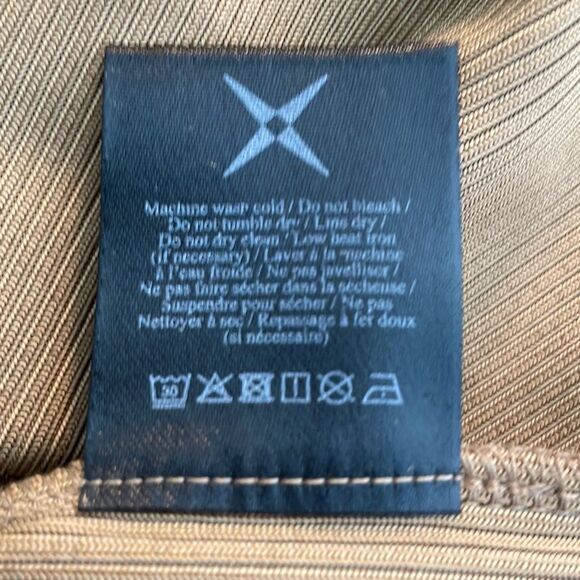 Machine wash cold / Do not bleach /
Do not tumble dry / Line dry /
Do not dry clean / Low heat iron
(if necessary) / Laver à la machine
à l'eau froide / Ne pas javelliser /
Ne pas faire sécher dans la sécheuse /
Suspendre pour sécher / Ne pas
Nettoyer à sec / Repassage à fer doux
(si nécessaire)
30